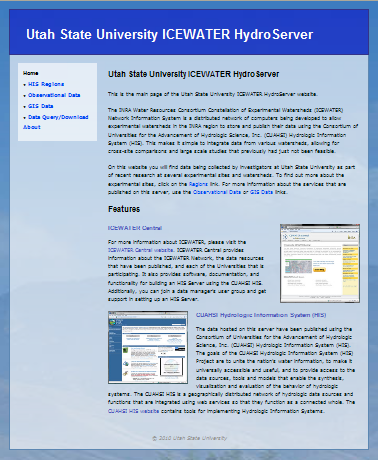 Utah State University ICEWATER HydroServer
Home
• HIS Regions
• Observational Data
• GIS Data
• Data Query/Download
About
Utah State University ICEWATER HydroServer
This is the main page of the Utah State University ICEWATER HydroServer website.
The INRA Water Resources Consortium Constellation of Experimental Watersheds (ICEWATER)
Network Information System is a distributed network of computers being developed to allow
experimental watersheds in the INRA region to store and publish their data using the Consortium of
Universities for the Advancement of Hydrologic Science, Inc. (CUAHSI) Hydrologic Information
System (HIS). This makes it simple to integrate data from various watersheds, allowing for
cross-site comparisons and large scale studies that previously had just not been feasible.
On this website you will find data being collected by investigators at Utah State University as part
of recent research at several experimental sites and watersheds. To find out more about the
experimental sites, click on the Regions link. For more information about the services that are
published on this server, use the Observational Data or GIS Data links.
Features
ICEWATER Central
For more information about ICEWATER, please visit the
ICEWATER Central website. ICEWATER Central provides
information about the ICEWATER Network, the data resources
that have been published, and each of the Universities that is
participating. It also provides software, documentation, and
functionality for building an HIS Server using the CUAHSI HIS.
Additionally, you can join a data manager's user group and get
support in setting up an HIS Server.
CUAHSI Hydrologic Information System (HIS)
The data hosted on this server have been published using the
Consortium of Universities for the Advancement of Hydrologic
Science, Inc. (CUAHSI) Hydrologic Information System (HIS).
The goals of the CUAHSI Hydrologic Information System (HIS)
Project are to unite the nation's water information, to make it
universally accessible and useful, and to provide access to the
data sources, tools and models that enable the synthesis,
visualization and evaluation of the behavior of hydrologic
systems. The CUAHSI HIS is a geographically distributed network of hydrologic data sources and
functions that are integrated using web services so that they function as a connected whole. The
CUAHSI HIS website contains tools for implementing Hydrologic Information Systems.
© 2010 Utah State University